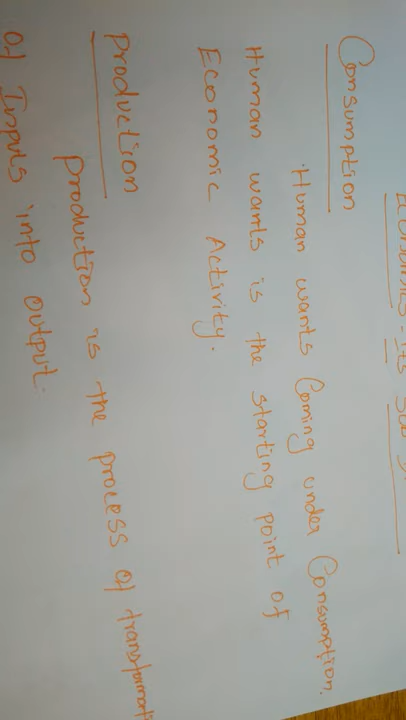 Consumption
Human wants Coming under Consumption.
Human wants is the starting point of
Economic Activity.
Production
Production is the process of transformati
of Inputs into output.